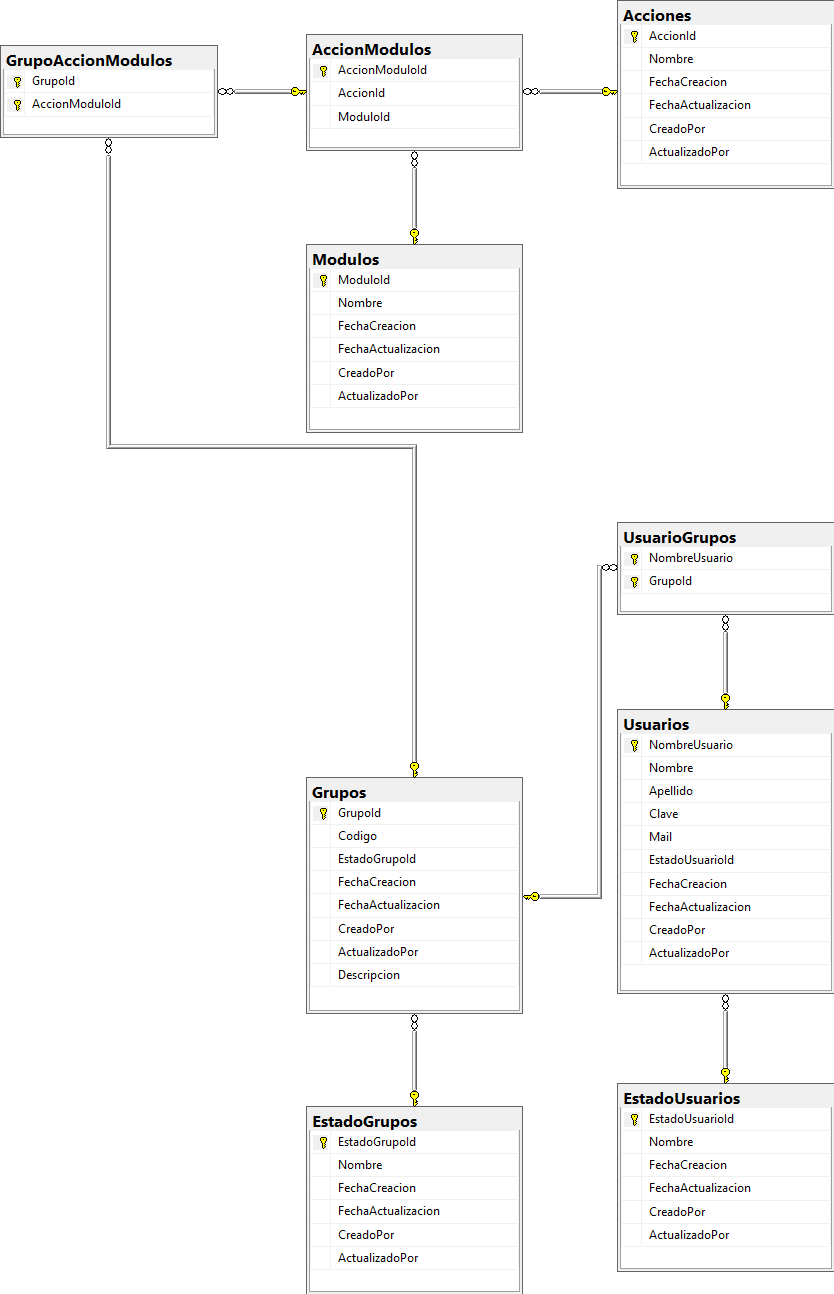 GrupoAccionModulos
GrupoId
AccionModuloId
AccionModulos
AccionModuloId
AccionId
ModuloId
Acciones
AccionId
Nombre
FechaCreacion
FechaActualizacion
CreadoPor
ActualizadoPor
Modulos
ModuloId
Nombre
FechaCreacion
FechaActualizacion
CreadoPor
ActualizadoPor
UsuarioGrupos
NombreUsuario
GrupoId
Usuarios
NombreUsuario
Nombre
Apellido
Clave
Mail
EstadoUsuarioId
FechaCreacion
FechaActualizacion
CreadoPor
ActualizadoPor
Grupos
GrupoId
Codigo
EstadoGrupoId
FechaCreacion
FechaActualizacion
CreadoPor
ActualizadoPor
Descripcion
EstadoGrupos
EstadoGrupoId
Nombre
FechaCreacion
FechaActualizacion
CreadoPor
ActualizadoPor
EstadoUsuarios
EstadoUsuarioId
Nombre
FechaCreacion
FechaActualizacion
CreadoPor
ActualizadoPor